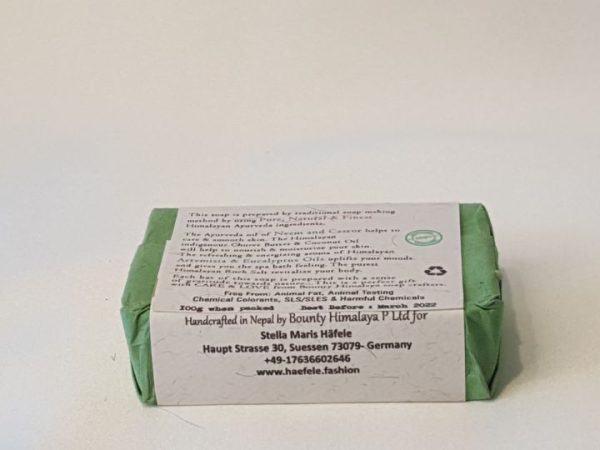 This soap is prepared by traditional soap making
method by using Pure, Natural & Finest
Himalayan Ayurveda ingredients.
The Ayurveda oil of Neem and Castor helps to
care & smooth skin. The Himalayan
indigenous Churee Butter & Coconut Oil
will help to nourish & moisturize your skin.
The refreshing & energizing aroma of Himalayan
Artemisia & Eucalyptus Oils uplifts your moods.
And gives you the spa bath feeling. The purest
Himalayan Rock Salt revitalize your body.
Each bar of this soap is prepared with a sense
of gratitude towards nature. This is a perfect gift
with CARE & LOVE from Bounty Himalaya soap crafters.
Free From: Animal Fat, Animal Testing
Chemical Colorants, SLS/SLES & Harmful Chemicals
100g when packed Best Before : March 2022
Handcrafted in Nepal by Bounty Himalaya P Ltd for
Stella Maris Häfele
Haupt Strasse 30, Suessen 73079- Germany
+49-17636602646
www.haefele.fashion